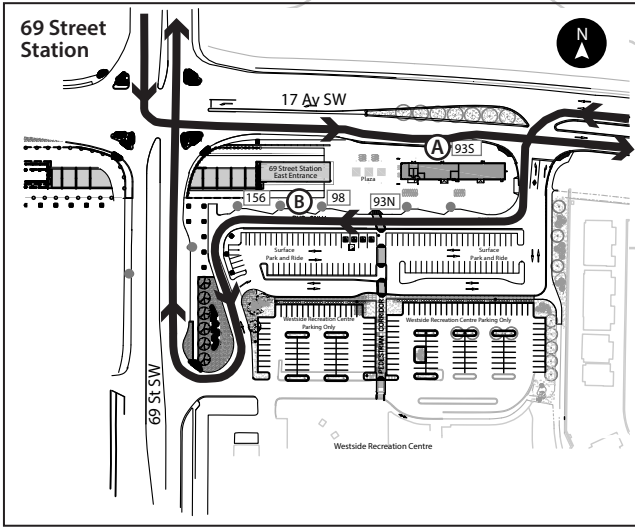 69 Street
Station
N
17 Av SW
A
93S
69 Street Station
East Entrance
Plaza
156
B
98
93N
Surface
Park and Ride
Surface
Park and Ride
Westside Recreation Centre
Parking Only
Westside Recreation Centre Parking Only
PEDESTRIAN CORRIDOR
69 St SW
Westside Recreation Centre